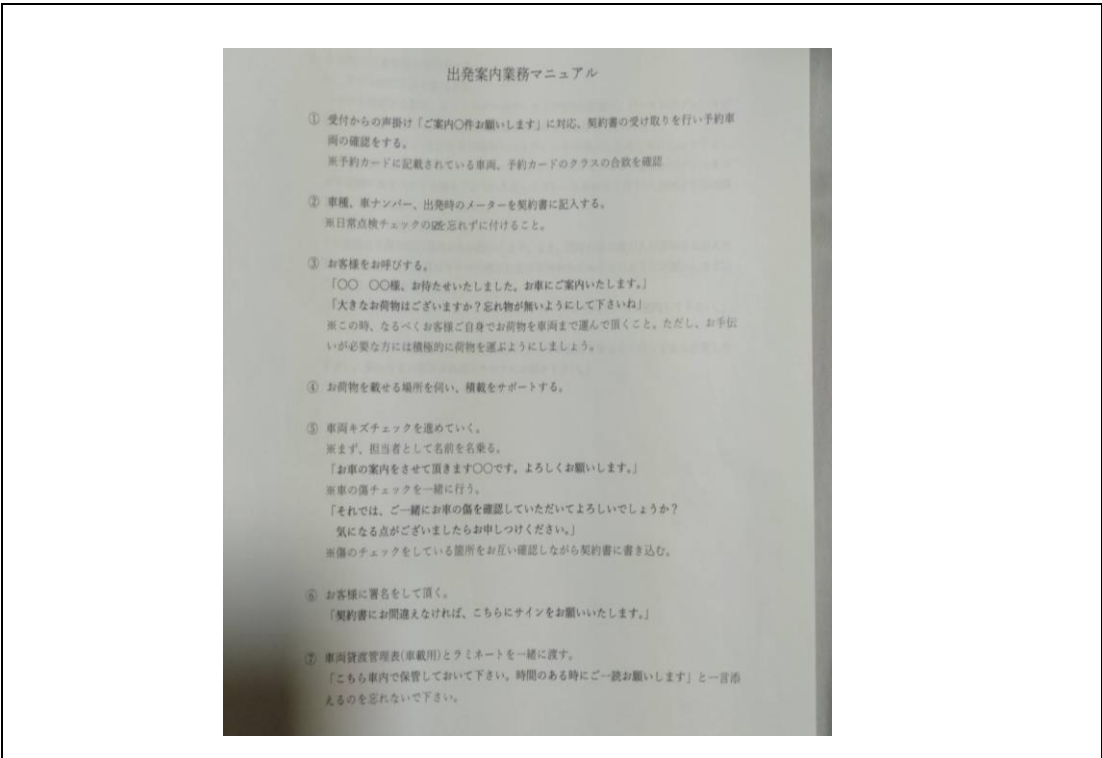 出発案内業務マニュアル
① 受付からの声掛け「ご案内〇件お願いします」に対応、契約書の受け取りを行い予約車
両の確認をする。
※予約カードに記載されている車両、予約カードのクラスの合致を確認
② 車種、車ナンバー、出発時のメーターを契約書に記入する。
※日常点検チェックの☑を忘れずに付けること。
③ お客様をお呼びする。
「〇〇 〇〇様、お待たせいたしました。お車にご案内いたします。」
「大きなお荷物はございますか？忘れ物が無いようにして下さいね」
※この時、なるべくお客様ご自身でお荷物を車両まで運んで頂くこと。ただし、お手伝
いが必要な方には積極的に荷物を運ぶようにしましょう。
④ お荷物を載せる場所を伺い、積載をサポートする。
⑤ 車両キズチェックを進めていく。
※まず、担当者として名前を名乗る。
「お車の案内をさせて頂きます〇〇です。よろしくお願いします。」
※車の傷チェックを一緒に行う。
「それでは、ご一緒にお車の傷を確認していただいてよろしいでしょうか？
気になる点がございましたらお申しつけください。」
※傷のチェックをしている箇所をお互い確認しながら契約書に書き込む。
⑥ お客様に署名をして頂く。
「契約書にお間違えなければ、こちらにサインをお願いいたします。」
⑦ 車両貸渡管理表(車載用)とラミネートを一緒に渡す。
「こちら車内で保管しておいて下さい。時間のある時にご一読お願いします」と一言添
えるのを忘れないで下さい。